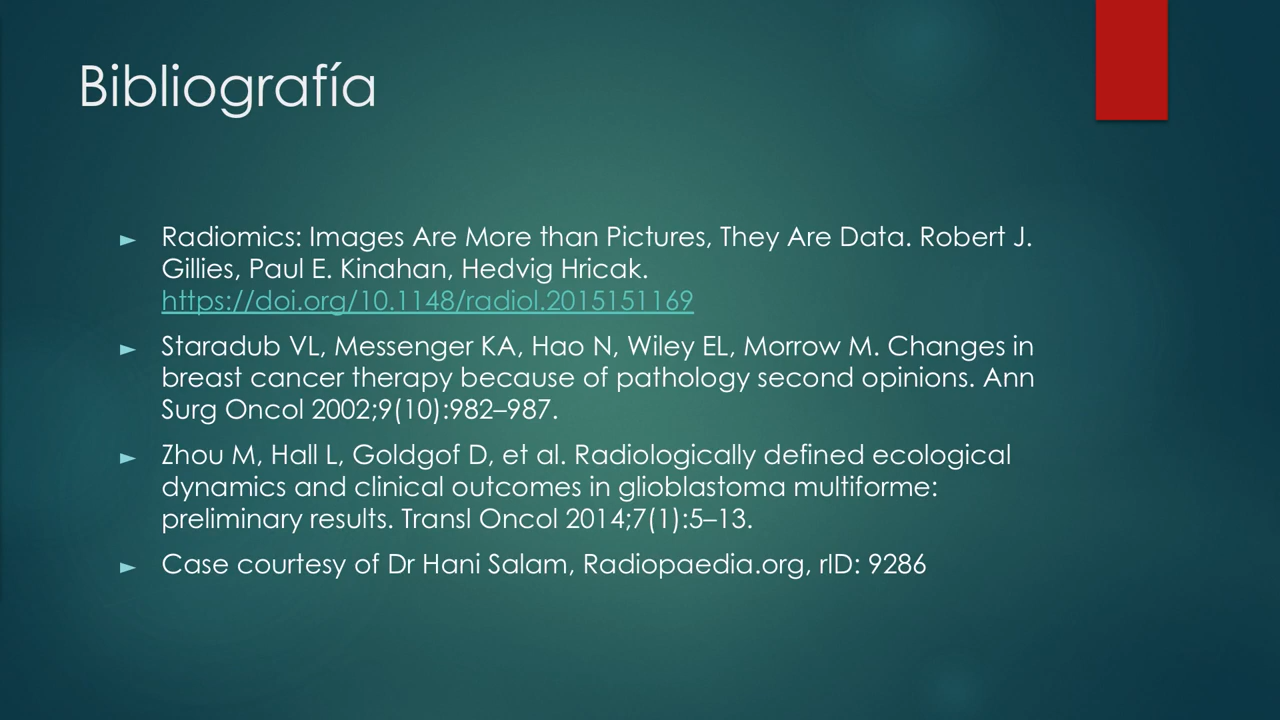 Bibliografía
► Radiomics: Images Are More than Pictures, They Are Data. Robert J.
Gillies, Paul E. Kinahan, Hedvig Hricak.
https://doi.org/10.1148/radiol.2015151169
► Staradub VL, Messenger KA, Hao N, Wiley EL, Morrow M. Changes in
breast cancer therapy because of pathology second opinions. Ann
Surg Oncol 2002;9(10):982–987.
► Zhou M, Hall L, Goldgof D, et al. Radiologically defined ecological
dynamics and clinical outcomes in glioblastoma multiforme:
preliminary results. Transl Oncol 2014;7(1):5–13.
► Case courtesy of Dr Hani Salam, Radiopaedia.org, rID: 9286